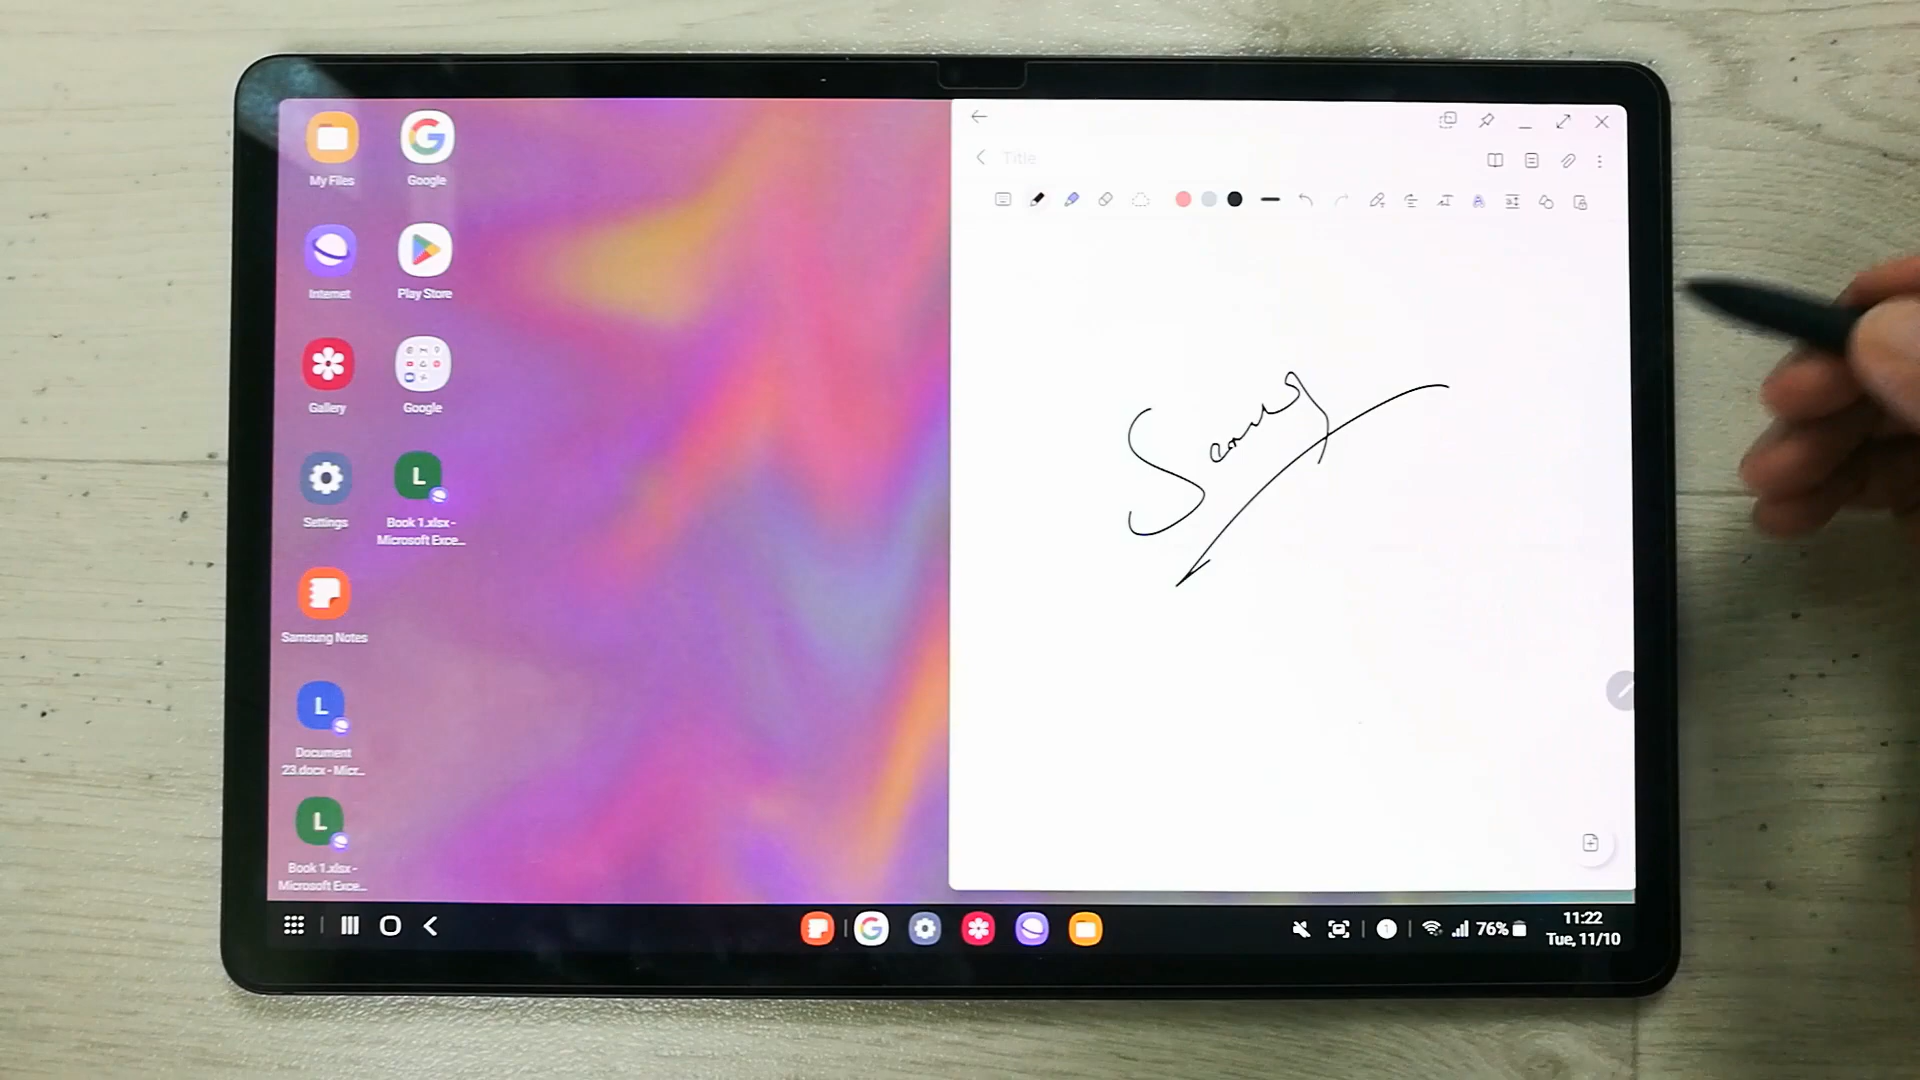 My Files
Google
Title
Internet
Play Store
Gallery
Google
Settings
L
Book 1.xlsx -
Microsoft Exce...
Samsung Notes
L
Document
23.docx - Micr...
L
Book 1.xlsx -
Microsoft Exce...
1
76%
11:22
Tue, 11/10